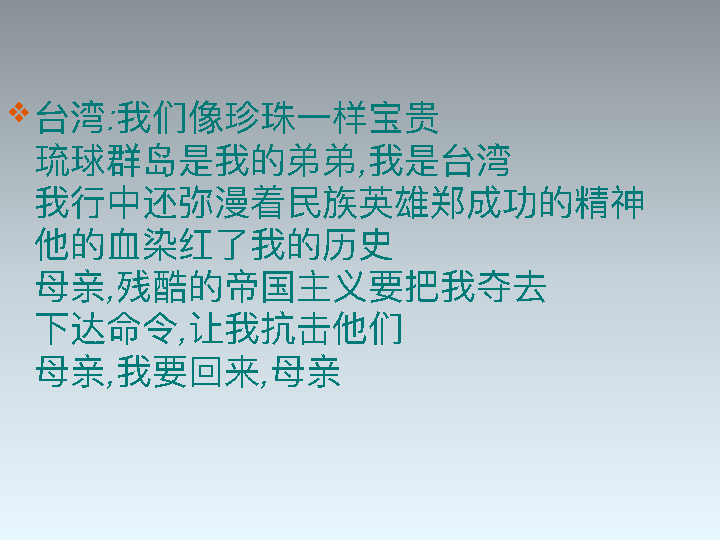 台湾:我们像珍珠一样宝贵
琉球群岛是我的弟弟,我是台湾
我行中还弥漫着民族英雄郑成功的精神
他的血染红了我的历史
母亲,残酷的帝国主义要把我夺去
下达命令,让我抗击他们
母亲,我要回来,母亲